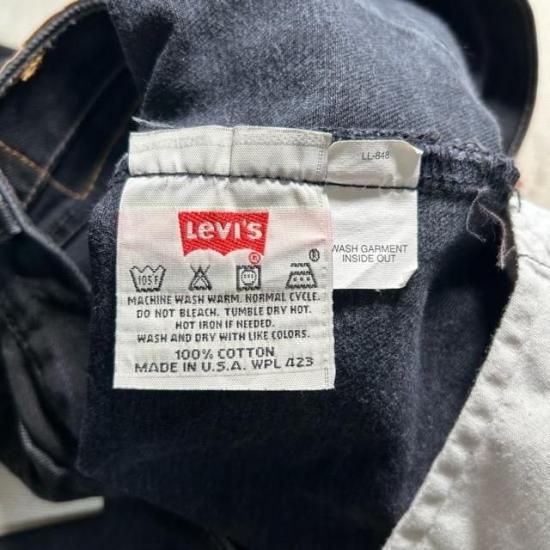 LL-848
Levi's
®
®
105F
WASH GARMENT
INSIDE OUT
MACHINE WASH WARM. NORMAL CYCLE.
DO NOT BLEACH. TUMBLE DRY HOT.
HOT IRON IF NEEDED.
WASH AND DRY WITH LIKE COLORS.
100% COTTON
MADE IN U.S.A. WPL 423